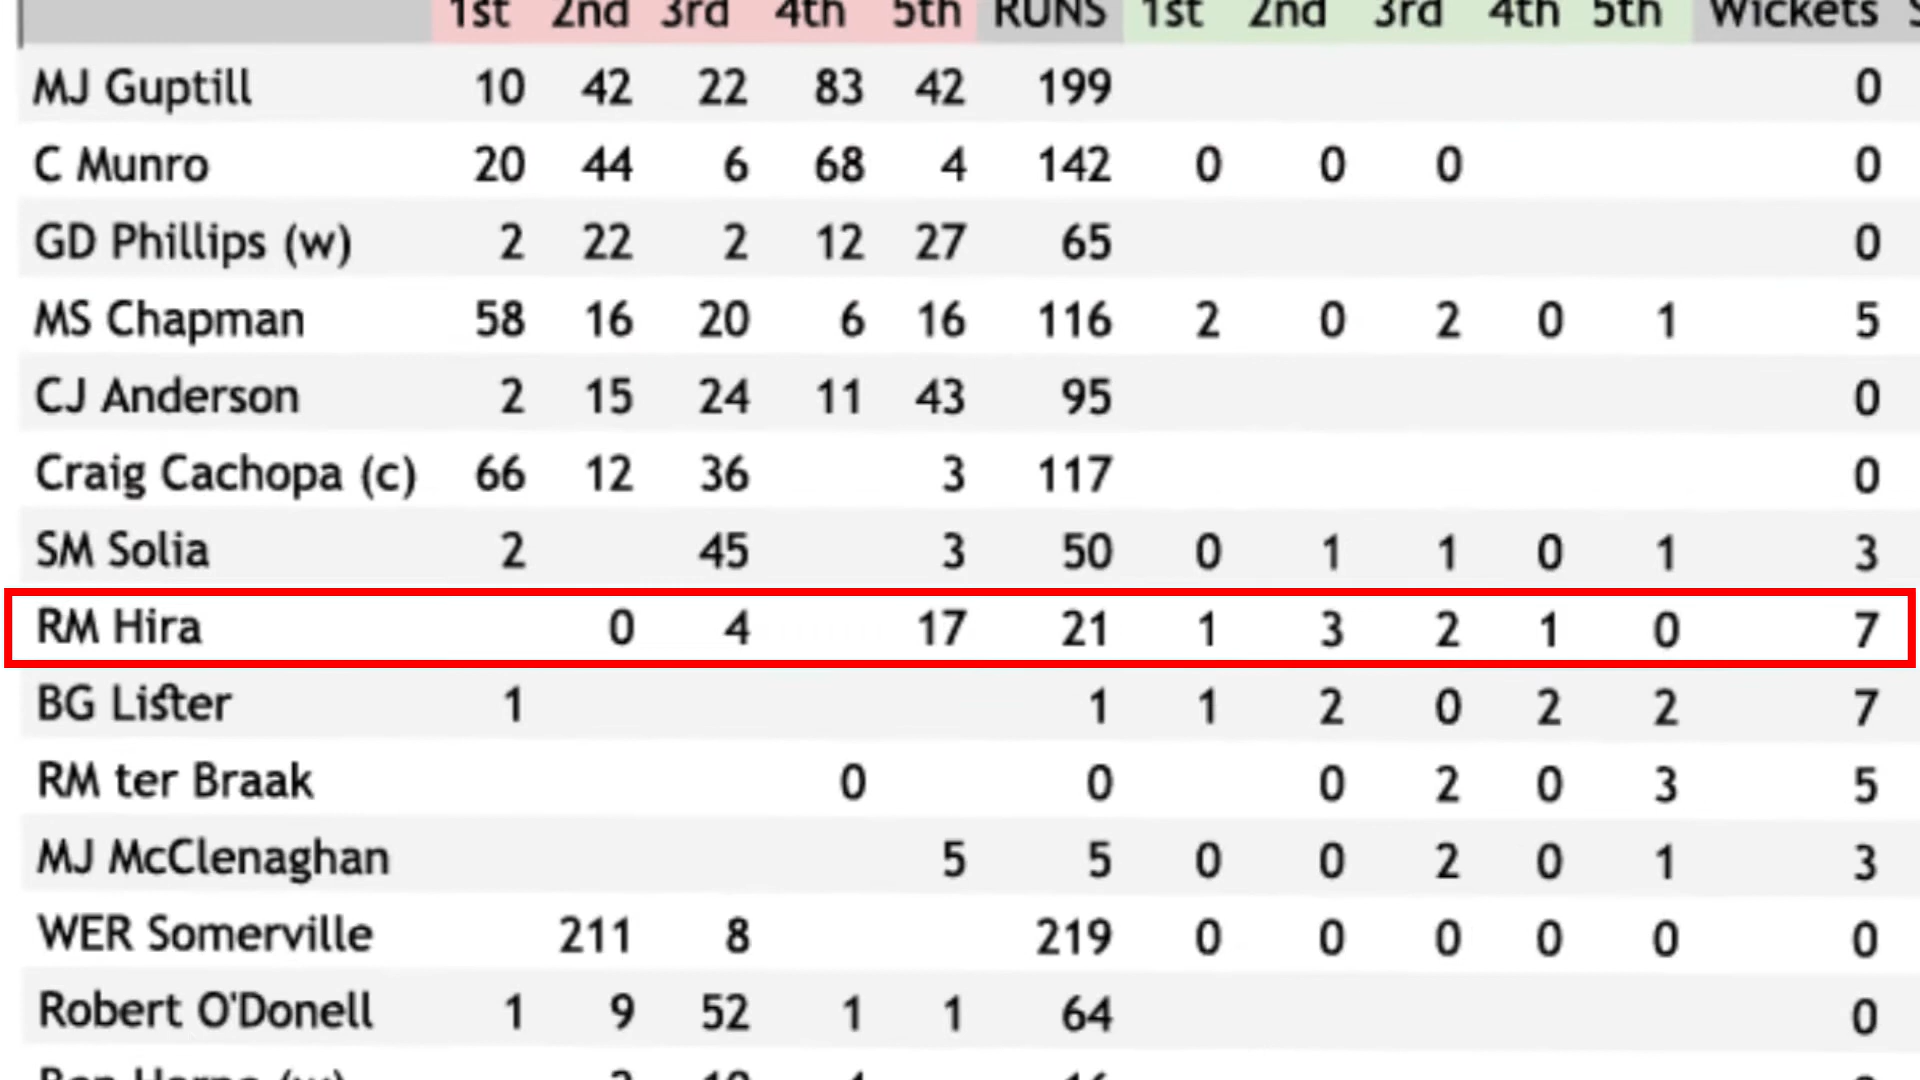 1st 2nd 3rd 4th 5th RUNS 1st 2nd 3rd 4th 5th Wickets
MJ Guptill 10 42 22 83 42 199 0
C Munro 20 44 6 68 4 142 0 0 0 0
GD Phillips (w) 2 22 2 12 27 65 0
MS Chapman 58 16 20 6 16 116 2 0 2 0 1 5
CJ Anderson 2 15 24 11 43 95 0
Craig Cachopa (c) 66 12 36 3 117 0
SM Solia 2 45 3 50 0 1 1 0 1 3
RM Hira 0 4 17 21 1 3 2 1 0 7
BG Lister 1 1 1 2 0 2 2 7
RM ter Braak 0 0 0 2 0 3 5
MJ McClenaghan 5 5 0 0 2 0 1 3
WER Somerville 211 8 219 0 0 0 0 0 0
Robert O'Donell 1 9 52 1 1 64 0